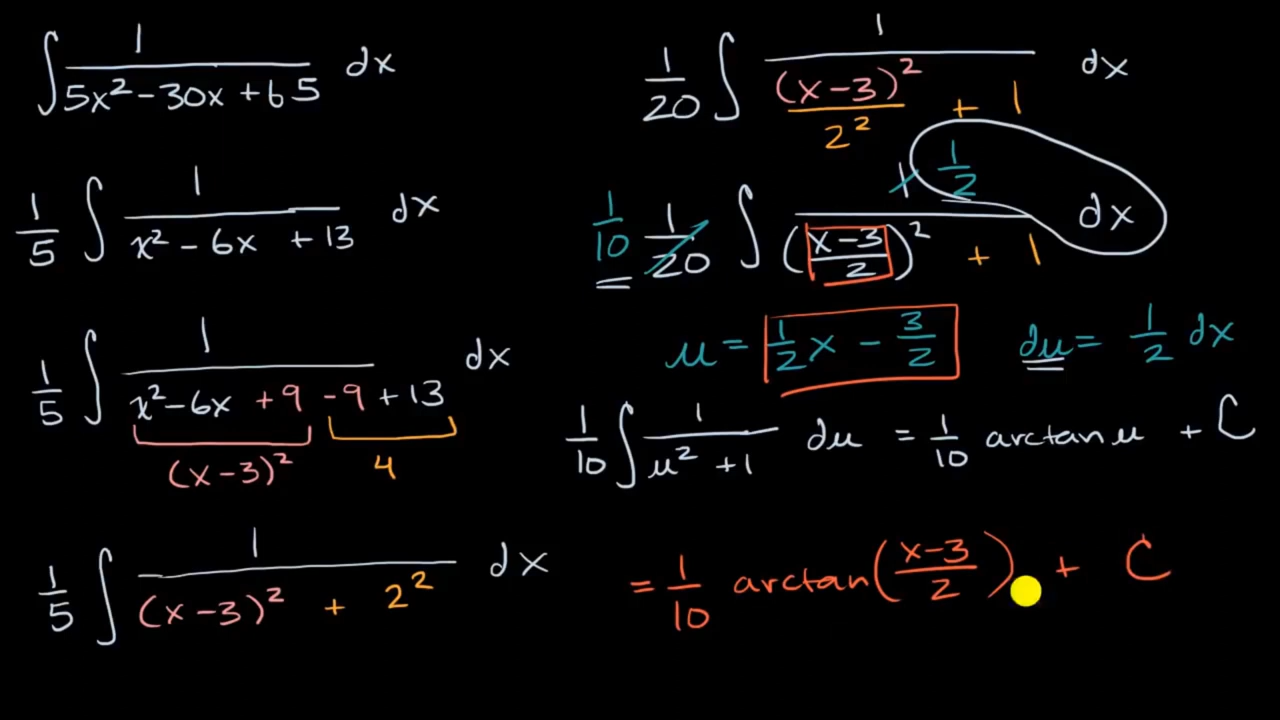 ∫ 1/(5x² − 30x + 65) dx
1/5 ∫ 1/(x² − 6x + 13) dx
1/5 ∫ 1/(x² − 6x + 9 − 9 + 13) dx
(x − 3)² 4
1/5 ∫ 1/((x − 3)² + 2²) dx
1/20 ∫ 1/((x − 3)²/2² + 1) dx
1/10 1/20 ∫ 1 1/2 /(((x − 3)/2)² + 1) dx
u = 1/2 x − 3/2 du = 1/2 dx
1/10 ∫ 1/(u² + 1) du = 1/10 arctan u + C
= 1/10 arctan((x − 3)/2) + C